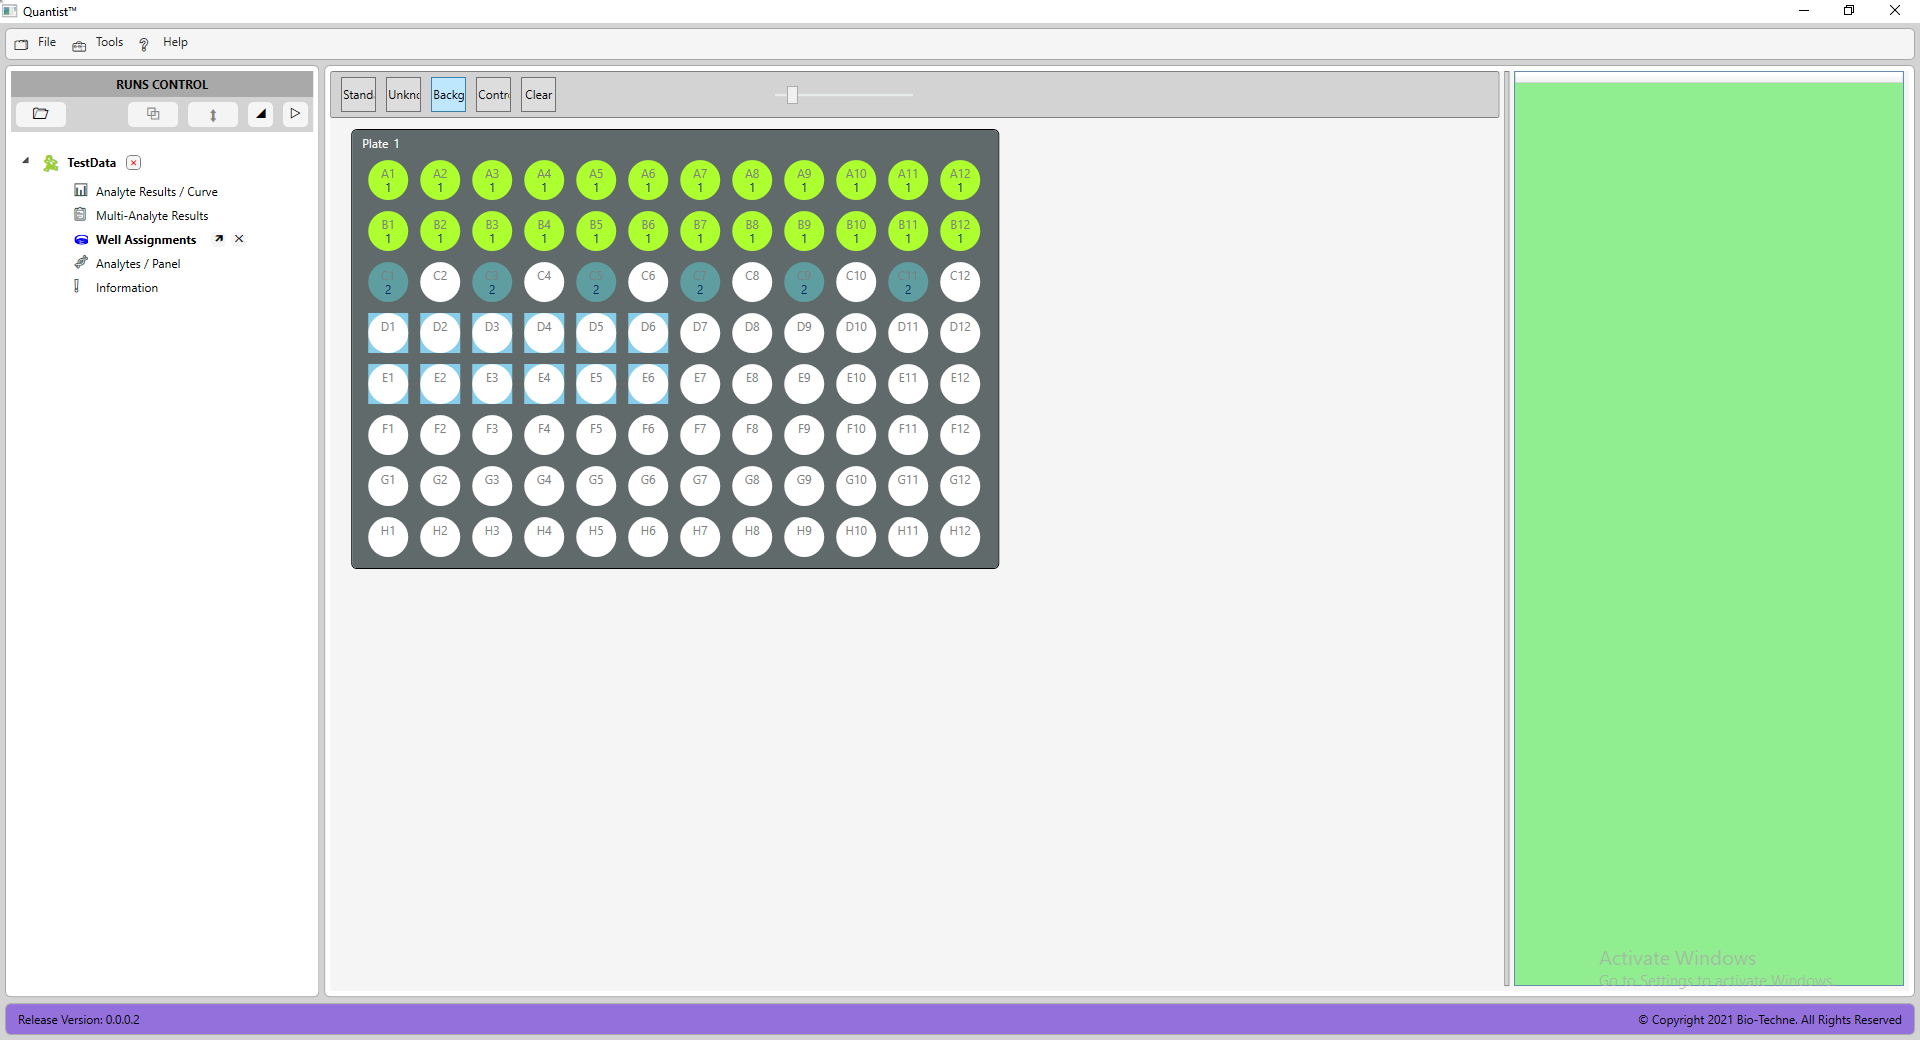 Quantist™
File Tools ? Help
RUNS CONTROL
Stand Unkno Backg Contr Clear
TestData
Analyte Results / Curve
Multi-Analyte Results
Well Assignments
Analytes / Panel
Information
Plate 1
A1 A2 A3 A4 A5 A6 A7 A8 A9 A10 A11 A12
1 1 1 1 1 1 1 1 1 1 1 1
B1 B2 B3 B4 B5 B6 B7 B8 B9 B10 B11 B12
1 1 1 1 1 1 1 1 1 1 1 1
C1 C2 C3 C4 C5 C6 C7 C8 C9 C10 C11 C12
2 2 2 2 2 2
D1 D2 D3 D4 D5 D6 D7 D8 D9 D10 D11 D12
E1 E2 E3 E4 E5 E6 E7 E8 E9 E10 E11 E12
F1 F2 F3 F4 F5 F6 F7 F8 F9 F10 F11 F12
G1 G2 G3 G4 G5 G6 G7 G8 G9 G10 G11 G12
H1 H2 H3 H4 H5 H6 H7 H8 H9 H10 H11 H12
Activate Windows
Go to Settings to activate Windows.
Release Version: 0.0.0.2
© Copyright 2021 Bio-Techne. All Rights Reserved